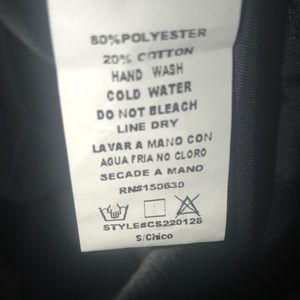 80%POLYESTER
20% COTTON
HAND WASH
COLD WATER
DO NOT BLEACH
LINE DRY
LAVAR A MANO CON
AGUA FRIA NO CLORO
SECADE A MANO
RN#150630
STYLE#CS220126
S/Chico